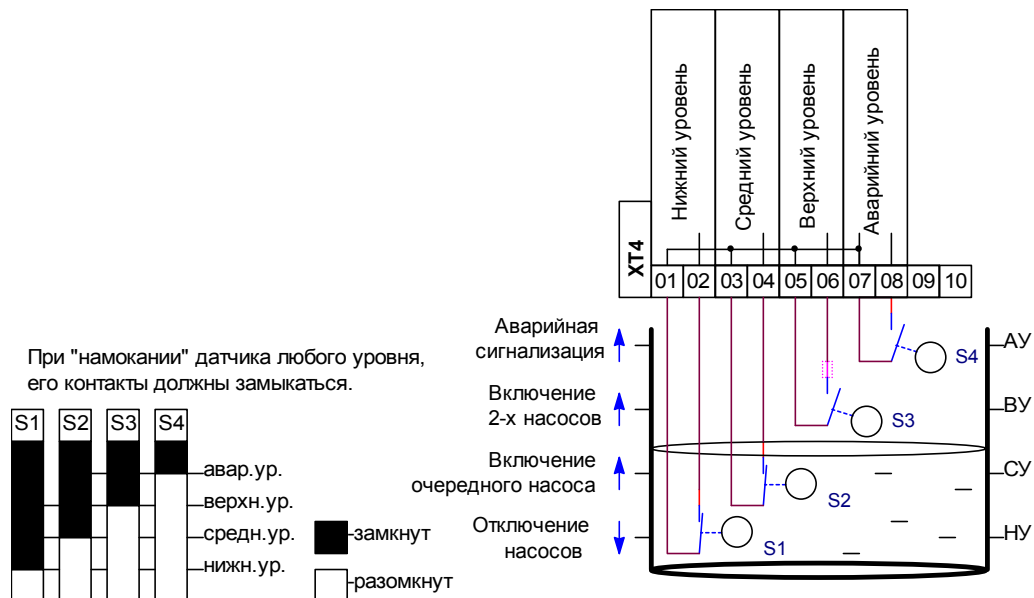 Нижний уровень
Средний уровень
Верхний уровень
Аварийный уровень
XT4
01 02 03 04 05 06 07 08 09 10
При "намокании" датчика любого уровня,
его контакты должны замыкаться.
S1 S2 S3 S4
авар.ур.
верхн.ур.
средн.ур.
нижн.ур.
-замкнут
-разомкнут
Аварийная
сигнализация
Включение
2-х насосов
Включение
очередного насоса
Отключение
насосов
S4
S3
S2
S1
АУ
ВУ
СУ
НУ